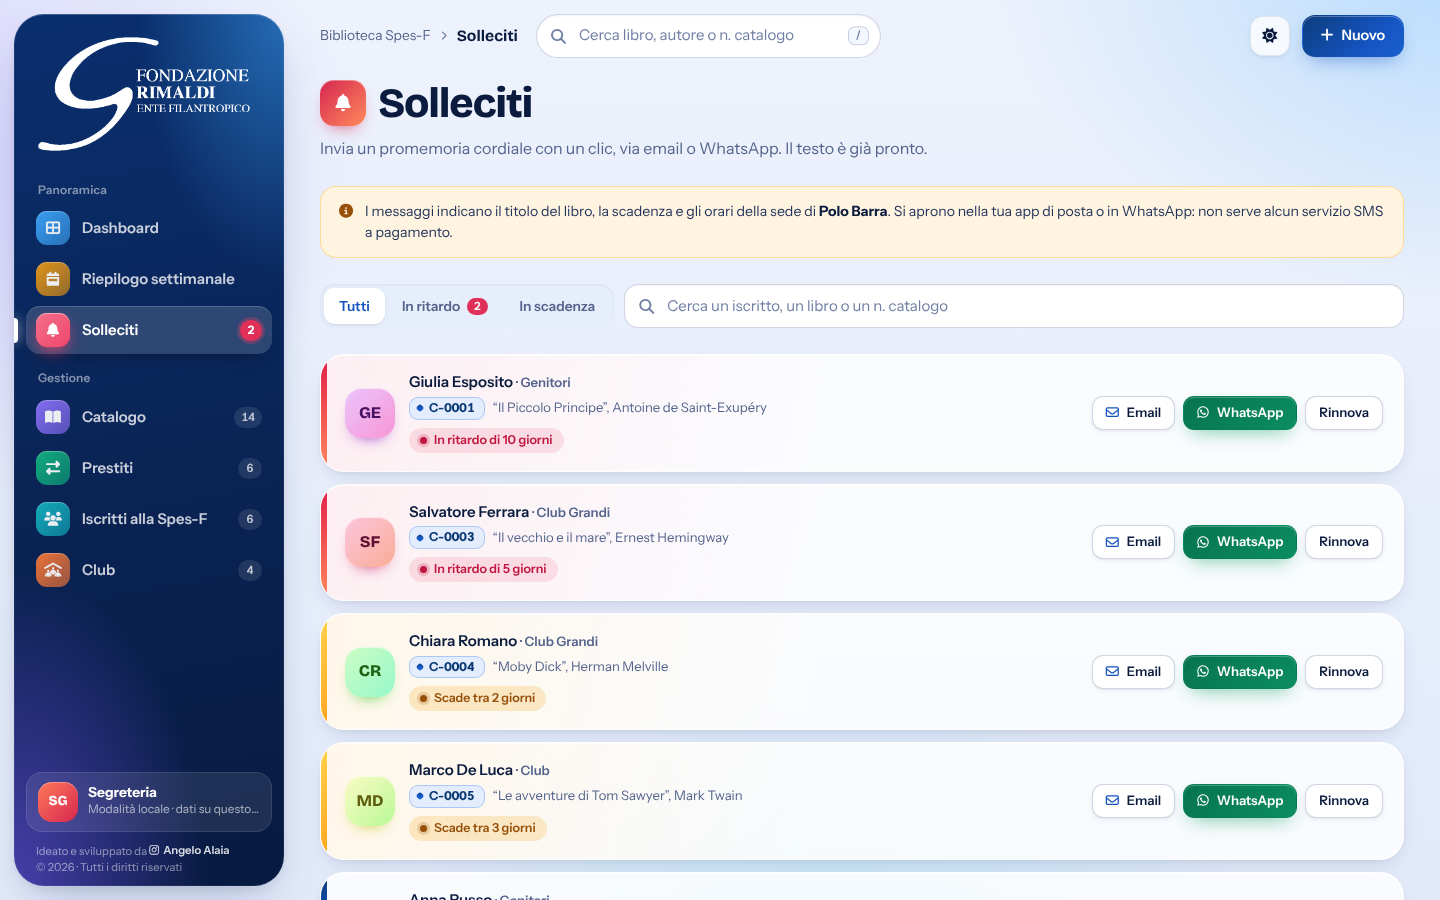 FONDAZIONE
RIMALDI
ENTE FILANTROPICO
Panoramica
Dashboard
Riepilogo settimanale
Solleciti 2
Gestione
Catalogo 14
Prestiti 6
Iscritti alla Spes-F 6
Club 4
SG Segreteria
Modalità locale · dati su questo...
Ideato e sviluppato da Angelo Alaia
© 2026 · Tutti i diritti riservati
Biblioteca Spes-F > Solleciti
Cerca libro, autore o n. catalogo /
+ Nuovo
Solleciti
Invia un promemoria cordiale con un clic, via email o WhatsApp. Il testo è già pronto.
I messaggi indicano il titolo del libro, la scadenza e gli orari della sede di Polo Barra. Si aprono nella tua app di posta o in WhatsApp: non serve alcun servizio SMS
a pagamento.
Tutti In ritardo 2 In scadenza
Cerca un iscritto, un libro o un n. catalogo
GE
Giulia Esposito · Genitori
C-0001 “Il Piccolo Principe”, Antoine de Saint-Exupéry
In ritardo di 10 giorni
Email WhatsApp Rinnova
SF
Salvatore Ferrara · Club Grandi
C-0003 “Il vecchio e il mare”, Ernest Hemingway
In ritardo di 5 giorni
Email WhatsApp Rinnova
CR
Chiara Romano · Club Grandi
C-0004 “Moby Dick”, Herman Melville
Scade tra 2 giorni
Email WhatsApp Rinnova
MD
Marco De Luca · Club
C-0005 “Le avventure di Tom Sawyer”, Mark Twain
Scade tra 3 giorni
Email WhatsApp Rinnova
Anna Russo · Genitori